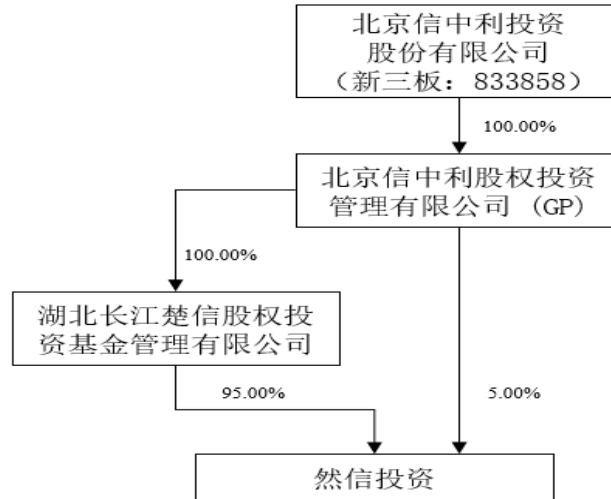 北京信中利投资
股份有限公司
（新三板：833858）
100.00%
北京信中利股权投资
管理有限公司 (GP)
100.00%
湖北长江楚信股权投
资基金管理有限公司
95.00%
5.00%
然信投资